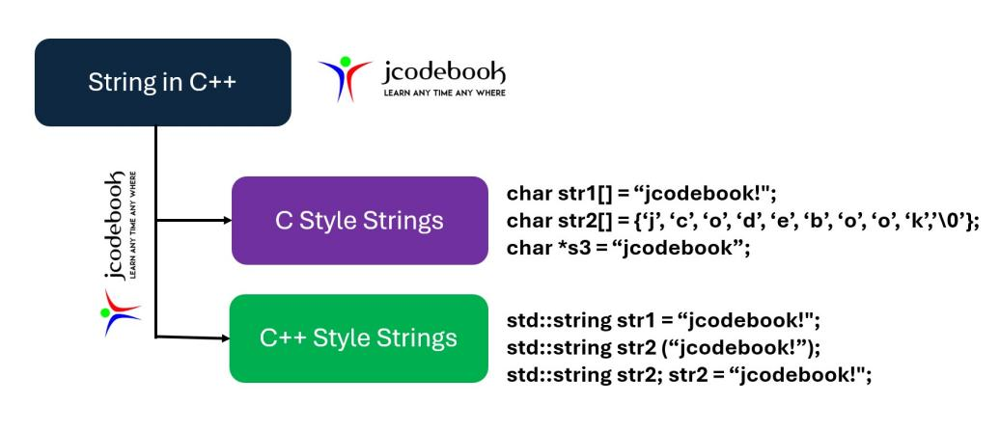 String in C++
jcodebook
LEARN ANY TIME ANY WHERE
jcodebook
LEARN ANY TIME ANY WHERE
C Style Strings
char str1[] = “jcodebook!";
char str2[] = {‘j’, ‘c’, ‘o’, ‘d’, ‘e’, ‘b’, ‘o’, ‘o’, ‘k’,’\0’};
char *s3 = “jcodebook”;
C++ Style Strings
std::string str1 = “jcodebook!";
std::string str2 (“jcodebook!”);
std::string str2; str2 = “jcodebook!";